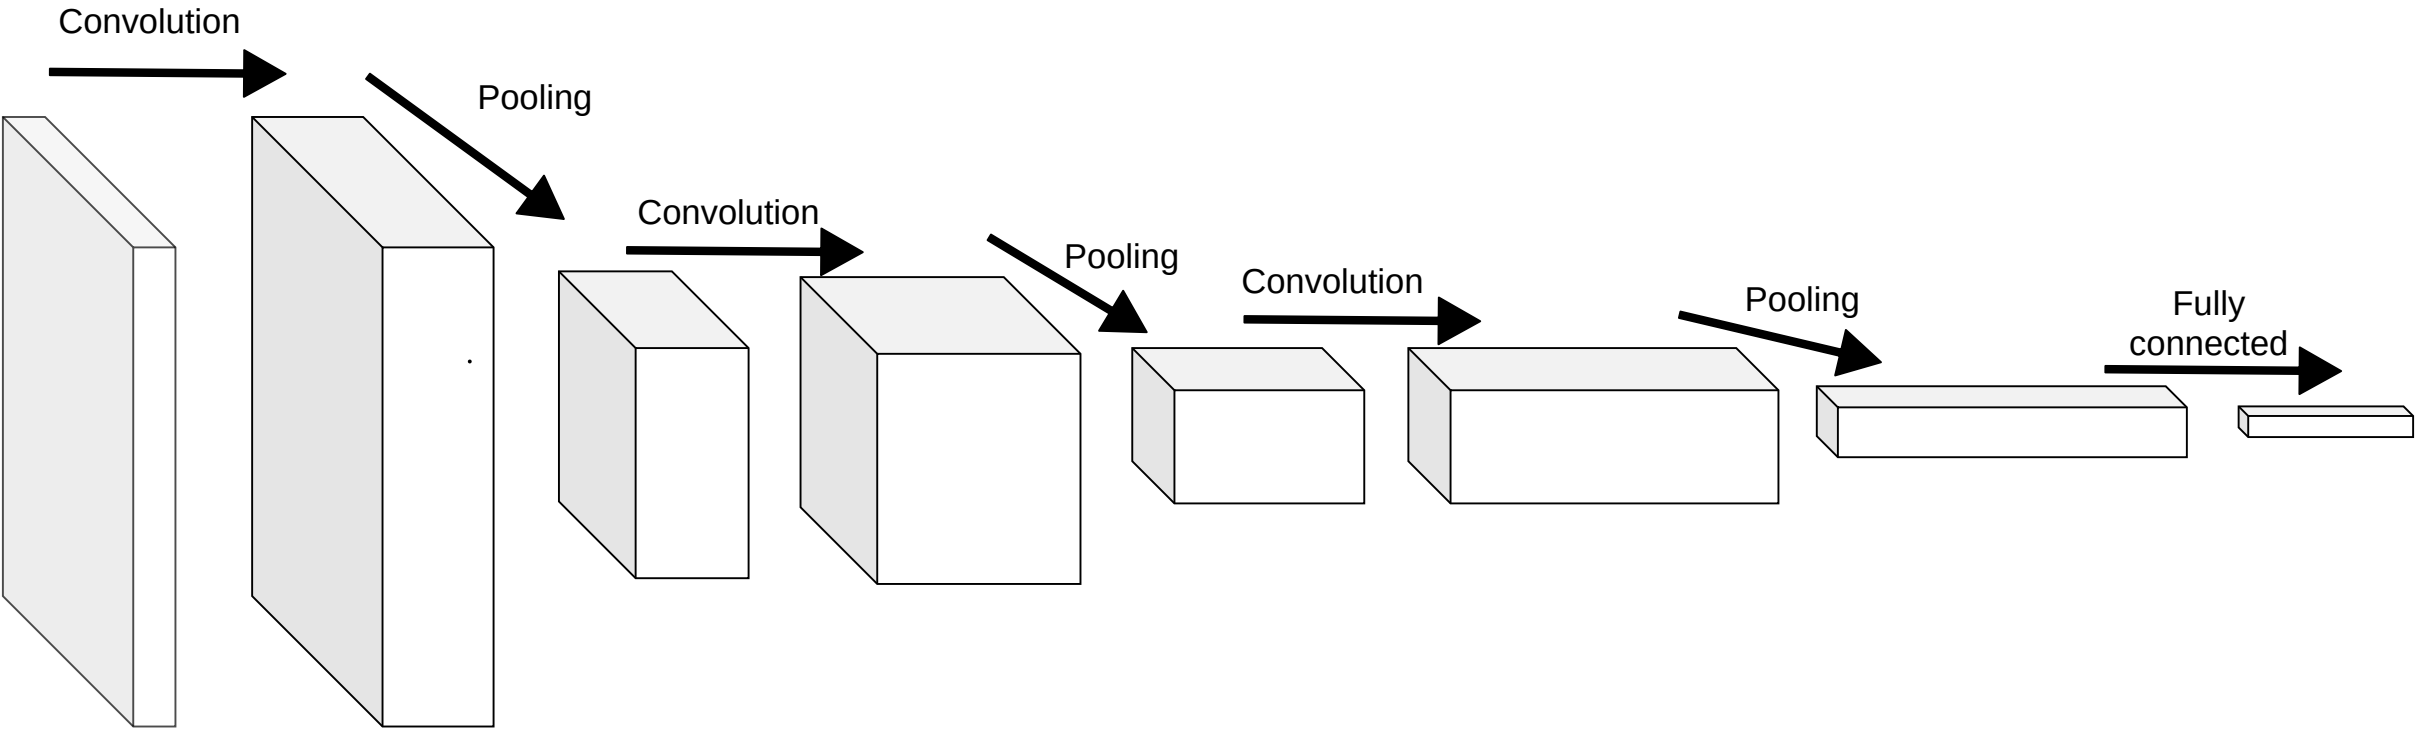 Convolution
Pooling
Convolution
Pooling
Convolution
Pooling
Fully
connected